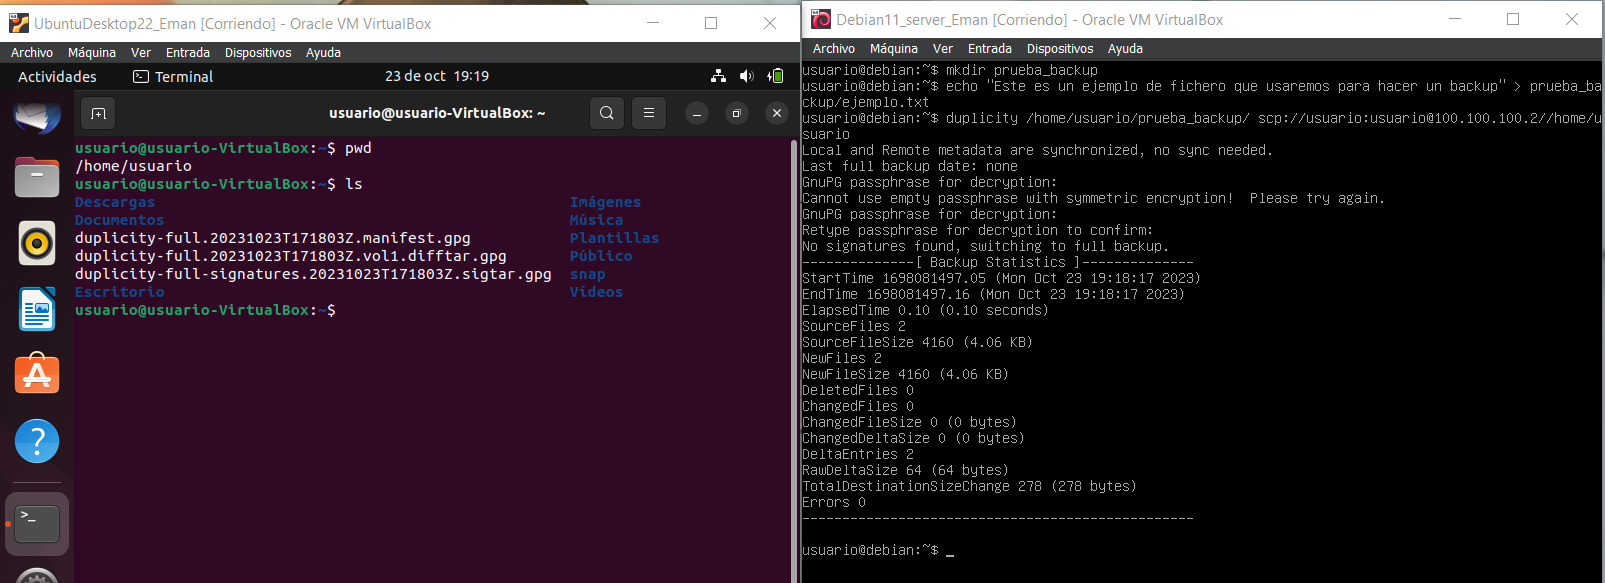 UbuntuDesktop22_Eman [Corriendo] - Oracle VM VirtualBox
Archivo Máquina Ver Entrada Dispositivos Ayuda
Actividades Terminal 23 de oct 19:19
usuario@usuario-VirtualBox: ~
usuario@usuario-VirtualBox:~$ pwd
/home/usuario
usuario@usuario-VirtualBox:~$ ls
Descargas Imágenes
Documentos Música
duplicity-full.20231023T171803Z.manifest.gpg Plantillas
duplicity-full.20231023T171803Z.vol1.difftar.gpg Público
duplicity-full-signatures.20231023T171803Z.sigtar.gpg snap
Escritorio Vídeos
usuario@usuario-VirtualBox:~$
Debian11_server_Eman [Corriendo] - Oracle VM VirtualBox
Archivo Máquina Ver Entrada Dispositivos Ayuda
usuario@debian:~$ mkdir prueba_backup
usuario@debian:~$ echo "Este es un ejemplo de fichero que usaremos para hacer un backup" > prueba_ba
ckup/ejemplo.txt
usuario@debian:~$ duplicity /home/usuario/prueba_backup/ scp://usuario:usuario@100.100.100.2//home/u
suario
Local and Remote metadata are synchronized, no sync needed.
Last full backup date: none
GnuPG passphrase for decryption:
Cannot use empty passphrase with symmetric encryption!  Please try again.
GnuPG passphrase for decryption:
Retype passphrase for decryption to confirm:
No signatures found, switching to full backup.
--------------[ Backup Statistics ]--------------
StartTime 1698081497.05 (Mon Oct 23 19:18:17 2023)
EndTime 1698081497.16 (Mon Oct 23 19:18:17 2023)
ElapsedTime 0.10 (0.10 seconds)
SourceFiles 2
SourceFileSize 4160 (4.06 KB)
NewFiles 2
NewFileSize 4160 (4.06 KB)
DeletedFiles 0
ChangedFiles 0
ChangedFileSize 0 (0 bytes)
ChangedDeltaSize 0 (0 bytes)
DeltaEntries 2
RawDeltaSize 64 (64 bytes)
TotalDestinationSizeChange 278 (278 bytes)
Errors 0
-------------------------------------------------
usuario@debian:~$ _